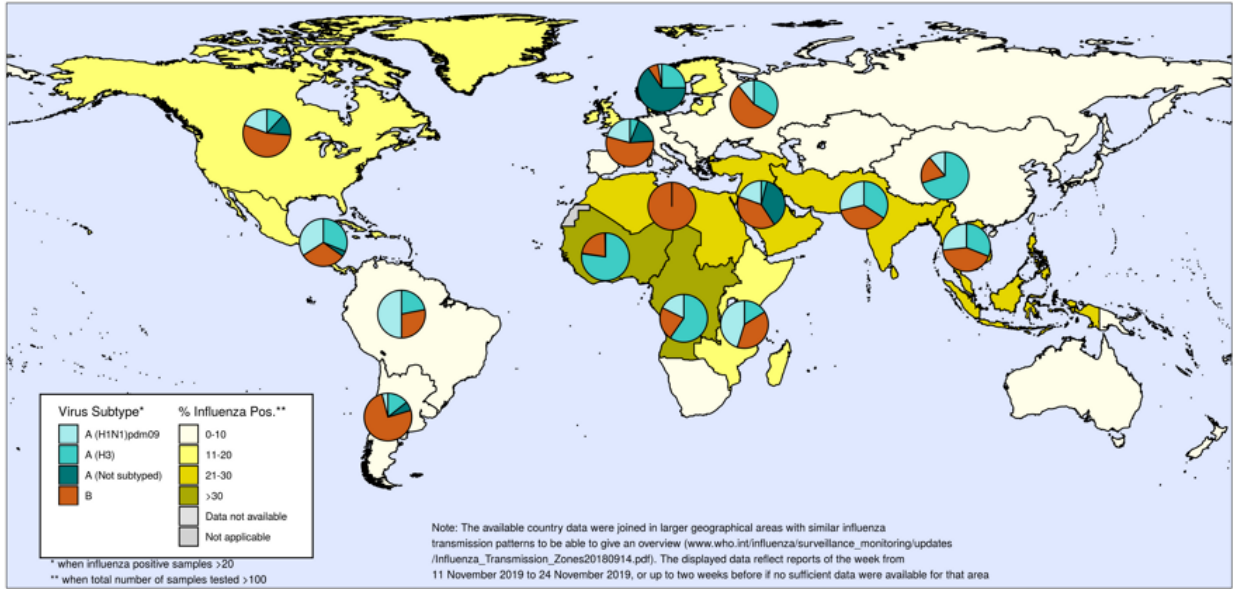 Virus Subtype*
A (H1N1)pdm09
A (H3)
A (Not subtyped)
B
% Influenza Pos.**
0-10
11-20
21-30
>30
Data not available
Not applicable
* when influenza positive samples >20
** when total number of samples tested >100
Note: The available country data were joined in larger geographical areas with similar influenza
transmission patterns to be able to give an overview (www.who.int/influenza/surveillance_monitoring/updates
/Influenza_Transmission_Zones20180914.pdf). The displayed data reflect reports of the week from
11 November 2019 to 24 November 2019, or up to two weeks before if no sufficient data were available for that area